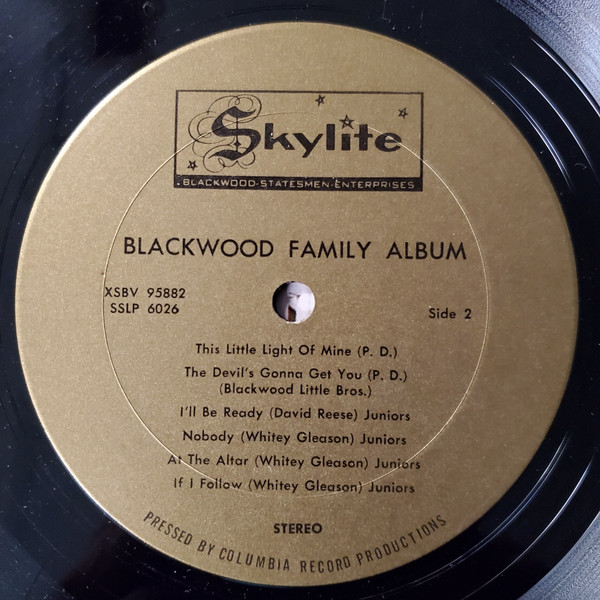 Skylite
BLACKWOOD-STATESMEN-ENTERPRISES
BLACKWOOD FAMILY ALBUM
XSBV 95882
SSLP 6026
Side 2
This Little Light Of Mine (P. D.)
The Devil's Gonna Get You (P. D.)
(Blackwood Little Bros.)
I'll Be Ready (David Reese) Juniors
Nobody (Whitey Gleason) Juniors
At The Altar (Whitey Gleason) Juniors
If I Follow (Whitey Gleason) Juniors
STEREO
PRESSED BY COLUMBIA RECORD PRODUCTIONS